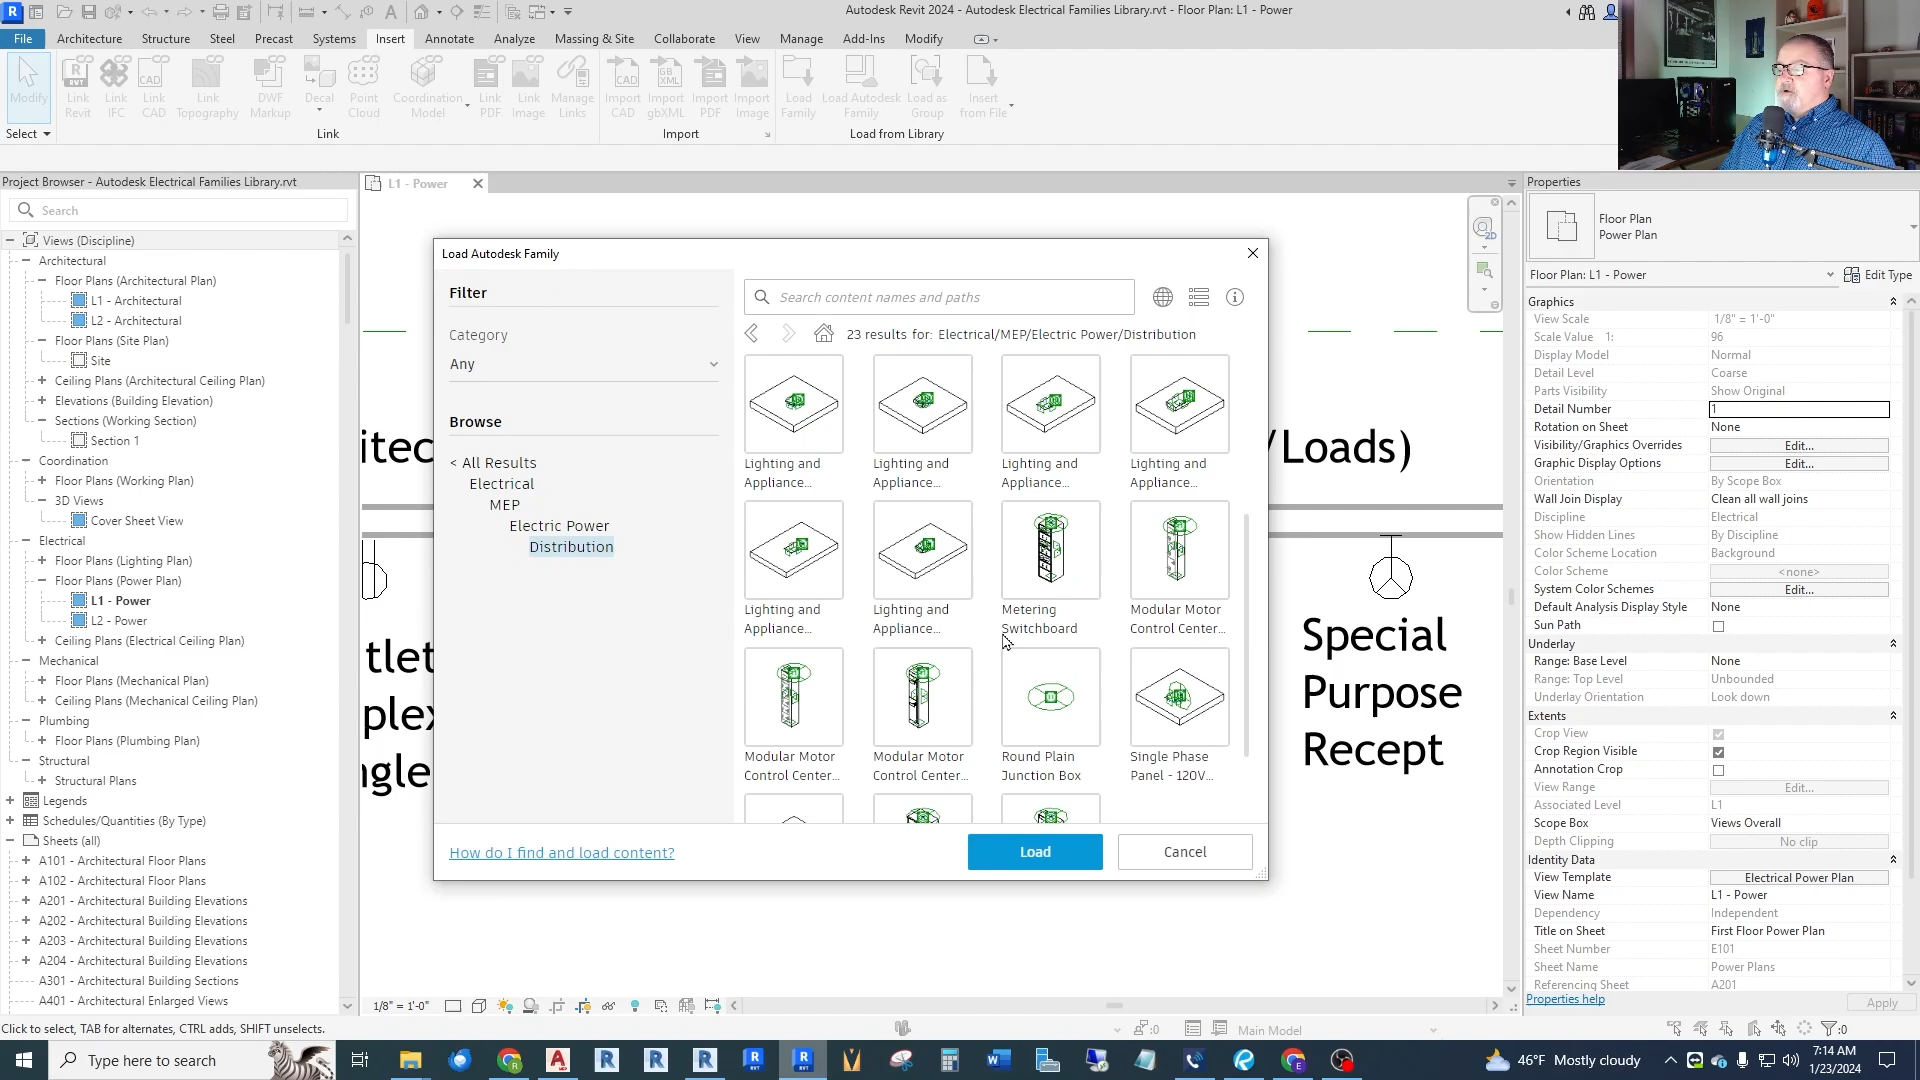 Autodesk Revit 2024 - Autodesk Electrical Families Library.rvt - Floor Plan: L1 - Power
File Architecture Structure Steel Precast Systems Insert Annotate Analyze Massing & Site Collaborate View Manage Add-Ins Modify
Modify
Link Revit
Link IFC
Link CAD
Link Topography
DWF Markup
Decal
Point Cloud
Coordination Model
Link PDF
Link Image
Manage Links
Import CAD
Import gbXML
Import PDF
Import Image
Load Family
Load Autodesk Family
Load as Group
Insert from File
Select
Link
Import
Load from Library
Project Browser - Autodesk Electrical Families Library.rvt
Search
Views (Discipline)
Architectural
Floor Plans (Architectural Plan)
L1 - Architectural
L2 - Architectural
Floor Plans (Site Plan)
Site
Ceiling Plans (Architectural Ceiling Plan)
Elevations (Building Elevation)
Sections (Working Section)
Section 1
Coordination
Floor Plans (Working Plan)
3D Views
Cover Sheet View
Electrical
Floor Plans (Lighting Plan)
Floor Plans (Power Plan)
L1 - Power
L2 - Power
Ceiling Plans (Electrical Ceiling Plan)
Mechanical
Floor Plans (Mechanical Plan)
Ceiling Plans (Mechanical Ceiling Plan)
Plumbing
Floor Plans (Plumbing Plan)
Structural
Structural Plans
Legends
Schedules/Quantities (By Type)
Sheets (all)
A101 - Architectural Floor Plans
A102 - Architectural Floor Plans
A201 - Architectural Building Elevations
A202 - Architectural Building Elevations
A203 - Architectural Building Elevations
A204 - Architectural Building Elevations
A301 - Architectural Building Sections
A401 - Architectural Enlarged Views
L1 - Power
itec
/Loads)
tlet
plex
ngle
Special
Purpose
Recept
Load Autodesk Family
Filter
Category
Any
Browse
< All Results
Electrical
MEP
Electric Power
Distribution
Search content names and paths
23 results for: Electrical/MEP/Electric Power/Distribution
Lighting and Appliance...
Lighting and Appliance...
Lighting and Appliance...
Lighting and Appliance...
Lighting and Appliance...
Lighting and Appliance...
Metering Switchboard
Modular Motor Control Center...
Modular Motor Control Center...
Modular Motor Control Center...
Round Plain Junction Box
Single Phase Panel - 120V...
How do I find and load content?
Load
Cancel
1/8" = 1'-0"
2D
Properties
Floor Plan
Power Plan
Floor Plan: L1 - Power
Edit Type
Graphics
View Scale 1/8" = 1'-0"
Scale Value 1: 96
Display Model Normal
Detail Level Coarse
Parts Visibility Show Original
Detail Number 1
Rotation on Sheet None
Visibility/Graphics Overrides Edit...
Graphic Display Options Edit...
Orientation By Scope Box
Wall Join Display Clean all wall joins
Discipline Electrical
Show Hidden Lines By Discipline
Color Scheme Location Background
Color Scheme <none>
System Color Schemes Edit...
Default Analysis Display Style None
Sun Path
Underlay
Range: Base Level None
Range: Top Level Unbounded
Underlay Orientation Look down
Extents
Crop View
Crop Region Visible
Annotation Crop
View Range Edit...
Associated Level L1
Scope Box Views Overall
Depth Clipping No clip
Identity Data
View Template Electrical Power Plan
View Name L1 - Power
Dependency Independent
Title on Sheet First Floor Power Plan
Sheet Number E101
Sheet Name Power Plans
Referencing Sheet A201
Properties help
Apply
Click to select, TAB for alternates, CTRL adds, SHIFT unselects.
:0
Main Model
:0
Type here to search
46°F Mostly cloudy
7:14 AM
1/23/2024